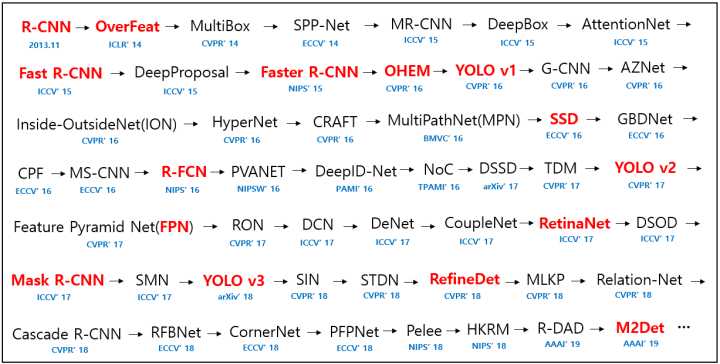 R-CNN → OverFeat → MultiBox → SPP-Net → MR-CNN → DeepBox → AttentionNet →
2013.11 ICLR' 14 CVPR' 14 ECCV' 14 ICCV' 15 ICCV' 15 ICCV' 15
Fast R-CNN → DeepProposal → Faster R-CNN → OHEM → YOLO v1 → G-CNN → AZNet →
ICCV' 15 ICCV' 15 NIPS' 15 CVPR' 16 CVPR' 16 CVPR' 16 CVPR' 16
Inside-OutsideNet(ION) → HyperNet → CRAFT → MultiPathNet(MPN) → SSD → GBDNet →
CVPR' 16 CVPR' 16 CVPR' 16 BMVC' 16 ECCV' 16 ECCV' 16
CPF → MS-CNN → R-FCN → PVANET → DeepID-Net → NoC → DSSD → TDM → YOLO v2 →
ECCV' 16 ECCV' 16 NIPS' 16 NIPSW' 16 PAMI' 16 TPAMI' 16 arXiv' 17 CVPR' 17 CVPR' 17
Feature Pyramid Net(FPN) → RON → DCN → DeNet → CoupleNet → RetinaNet → DSOD →
CVPR' 17 CVPR' 17 ICCV' 17 ICCV' 17 ICCV' 17 ICCV' 17 ICCV' 17
Mask R-CNN → SMN → YOLO v3 → SIN → STDN → RefineDet → MLKP → Relation-Net →
ICCV' 17 ICCV' 17 arXiv' 18 CVPR' 18 CVPR' 18 CVPR' 18 CVPR' 18 CVPR' 18
Cascade R-CNN → RFBNet → CornerNet → PFPNet → Pelee → HKRM → R-DAD → M2Det ···
CVPR' 18 ECCV' 18 ECCV' 18 ECCV' 18 NIPS' 18 NIPS' 18 AAAI' 19 AAAI' 19